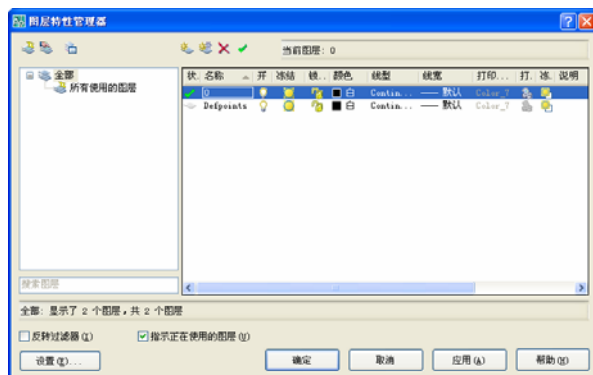 图层特性管理器
当前图层: 0
全部
所有使用的图层
状. 名称 开 冻结 锁... 颜色 线型 线宽 打印... 打. 冻. 说明
0 白 Contin... 默认 Color_7
Defpoints 白 Contin... 默认 Color_7
搜索图层
全部: 显示了 2 个图层，共 2 个图层
反转过滤器(I) 指示正在使用的图层(U)
设置(E)... 确定 取消 应用(A) 帮助(H)